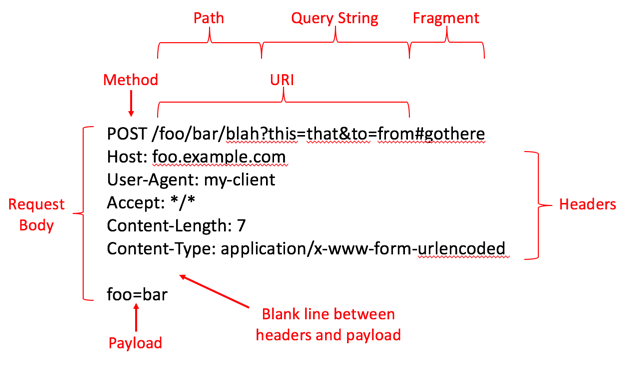 Path
Query String
Fragment
Method
URI
POST /foo/bar/blah?this=that&to=from#gothere
Host: foo.example.com
User-Agent: my-client
Accept: */*
Content-Length: 7
Content-Type: application/x-www-form-urlencoded
Request
Body
Headers
foo=bar
Blank line between
headers and payload
Payload